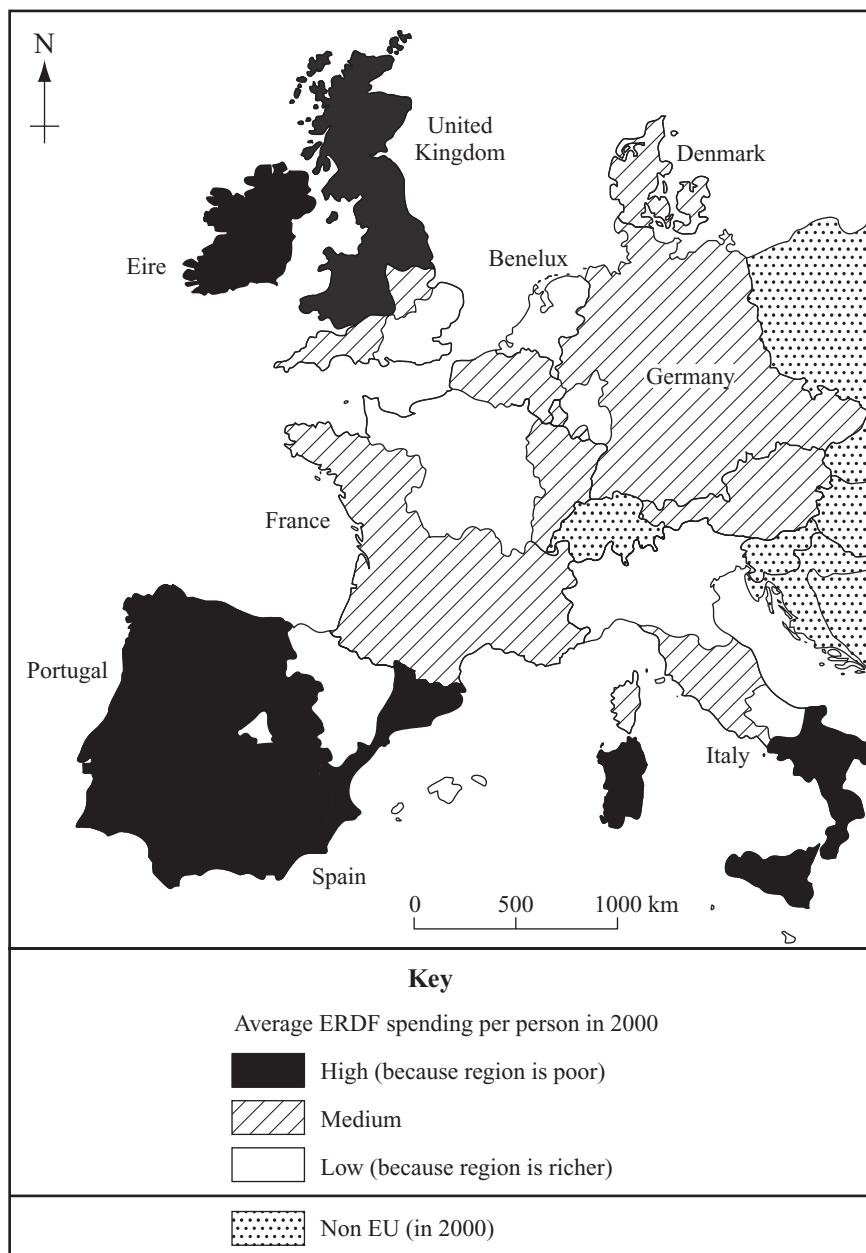 N
United
Kingdom
Denmark
Eire
Benelux
Germany
France
Portugal
Italy
Spain
0 500 1000 km
Key
Average ERDF spending per person in 2000
High (because region is poor)
Medium
Low (because region is richer)
Non EU (in 2000)